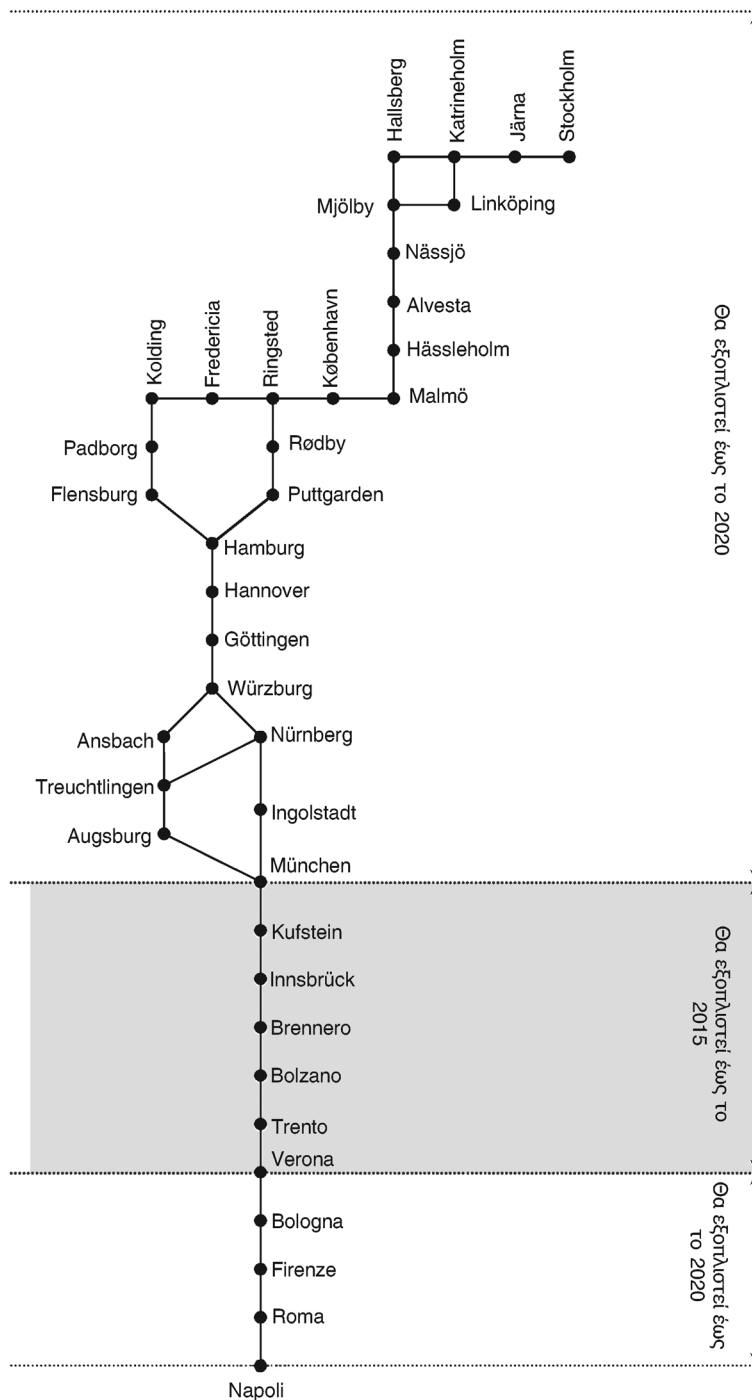 Hallsberg
Katrineholm
Järna
Stockholm
Mjölby
Linköping
Nässjö
Alvesta
Hässleholm
Malmö
Kolding
Fredericia
Ringsted
København
Padborg
Rødby
Flensburg
Puttgarden
Hamburg
Hannover
Göttingen
Würzburg
Ansbach
Nürnberg
Treuchtlingen
Ingolstadt
Augsburg
München
Θα εξοπλιστεί έως το 2020
Kufstein
Innsbrück
Brennero
Bolzano
Trento
Verona
Θα εξοπλιστεί έως το
2015
Bologna
Firenze
Roma
Napoli
Θα εξοπλιστεί έως
το 2020